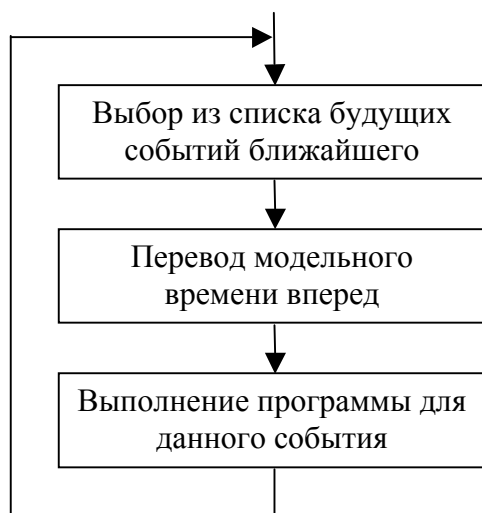 Выбор из списка будущих
событий ближайшего
Перевод модельного
времени вперед
Выполнение программы для
данного события